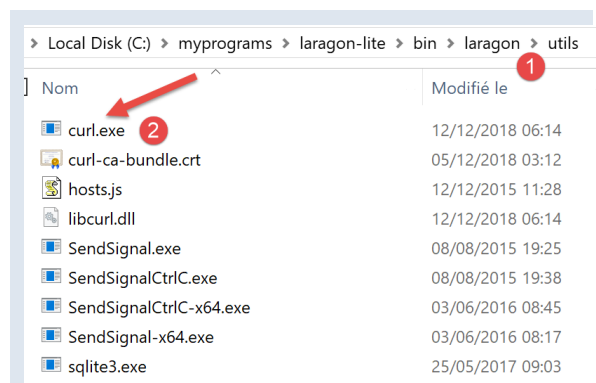 > Local Disk (C:) > myprograms > laragon-lite > bin > laragon > utils
1
Nom Modifié le
curl.exe 2 12/12/2018 06:14
curl-ca-bundle.crt 05/12/2018 03:12
hosts.js 12/12/2015 11:28
libcurl.dll 12/12/2018 06:14
SendSignal.exe 08/08/2015 19:25
SendSignalCtrlC.exe 08/08/2015 19:38
SendSignalCtrlC-x64.exe 03/06/2016 08:45
SendSignal-x64.exe 03/06/2016 08:17
sqlite3.exe 25/05/2017 09:03